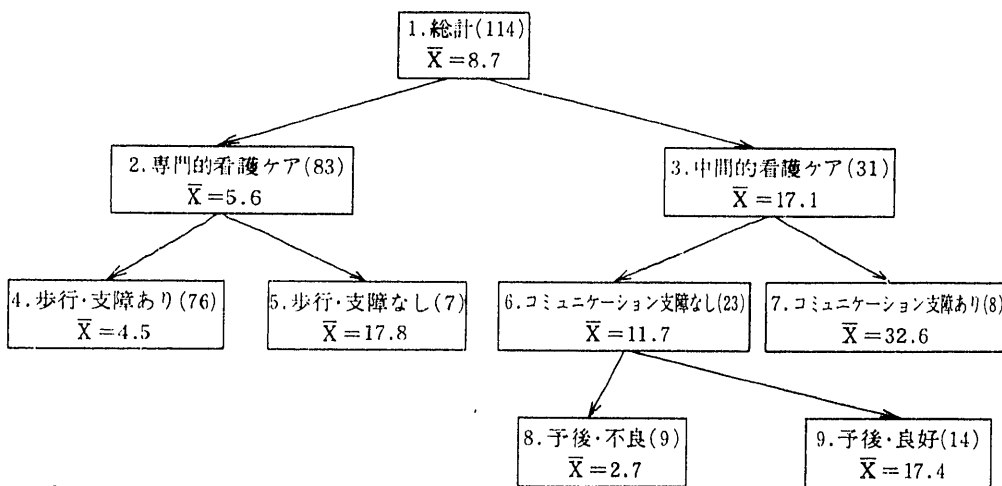 1.総計(114)
X̄=8.7
2.専門的看護ケア(83)
X̄=5.6
3.中間的看護ケア(31)
X̄=17.1
4.歩行・支障あり(76)
X̄=4.5
5.歩行・支障なし(7)
X̄=17.8
6.コミュニケーション支障なし(23)
X̄=11.7
7.コミュニケーション支障あり(8)
X̄=32.6
8.予後・不良(9)
X̄=2.7
9.予後・良好(14)
X̄=17.4